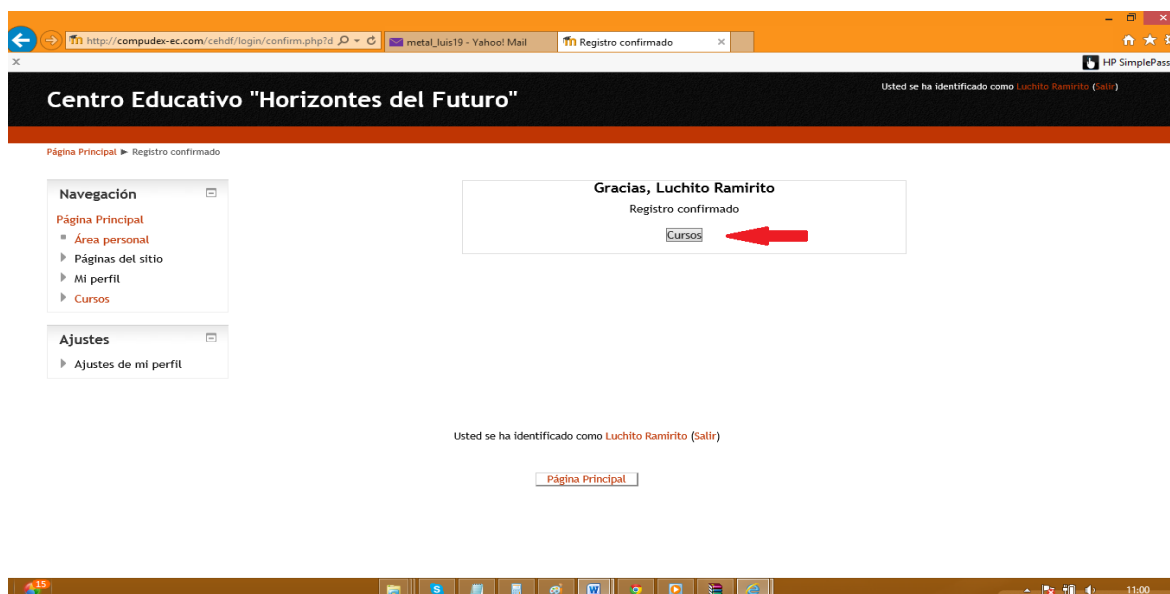 http://compudex-ec.com/cehdf/login/confirm.php?d
metal_luis19 - Yahoo! Mail
Registro confirmado
HP SimplePass
Centro Educativo "Horizontes del Futuro"
Usted se ha identificado como Luchito Ramirito (Salir)
Página Principal ► Registro confirmado
Navegación
Página Principal
Área personal
Páginas del sitio
Mi perfil
Cursos
Ajustes
Ajustes de mi perfil
Gracias, Luchito Ramirito
Registro confirmado
Cursos
Usted se ha identificado como Luchito Ramirito (Salir)
Página Principal
15
11:00